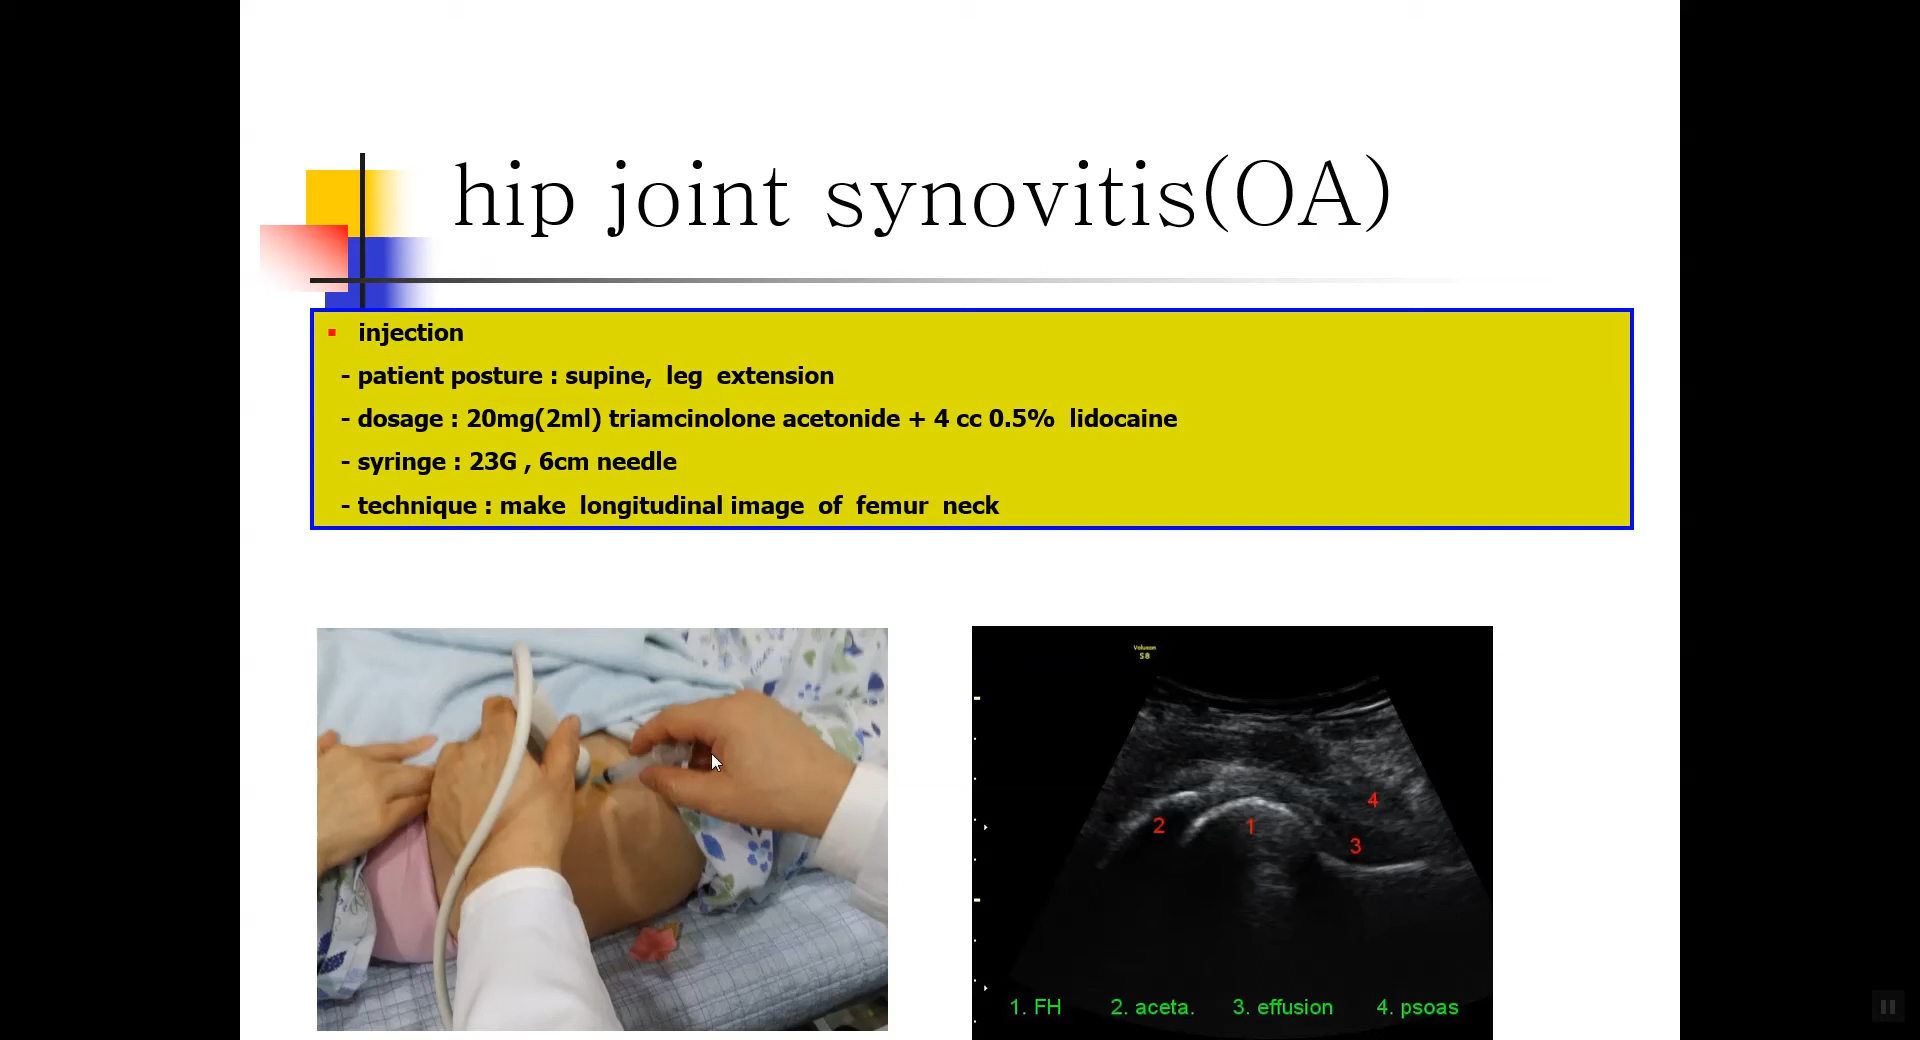 hip joint synovitis(OA)
▪ injection
- patient posture : supine, leg extension
- dosage : 20mg(2ml) triamcinolone acetonide + 4 cc 0.5% lidocaine
- syringe : 23G , 6cm needle
- technique : make longitudinal image of femur neck
Voluson
S8
4
2
1
3
1. FH 2. aceta. 3. effusion 4. psoas